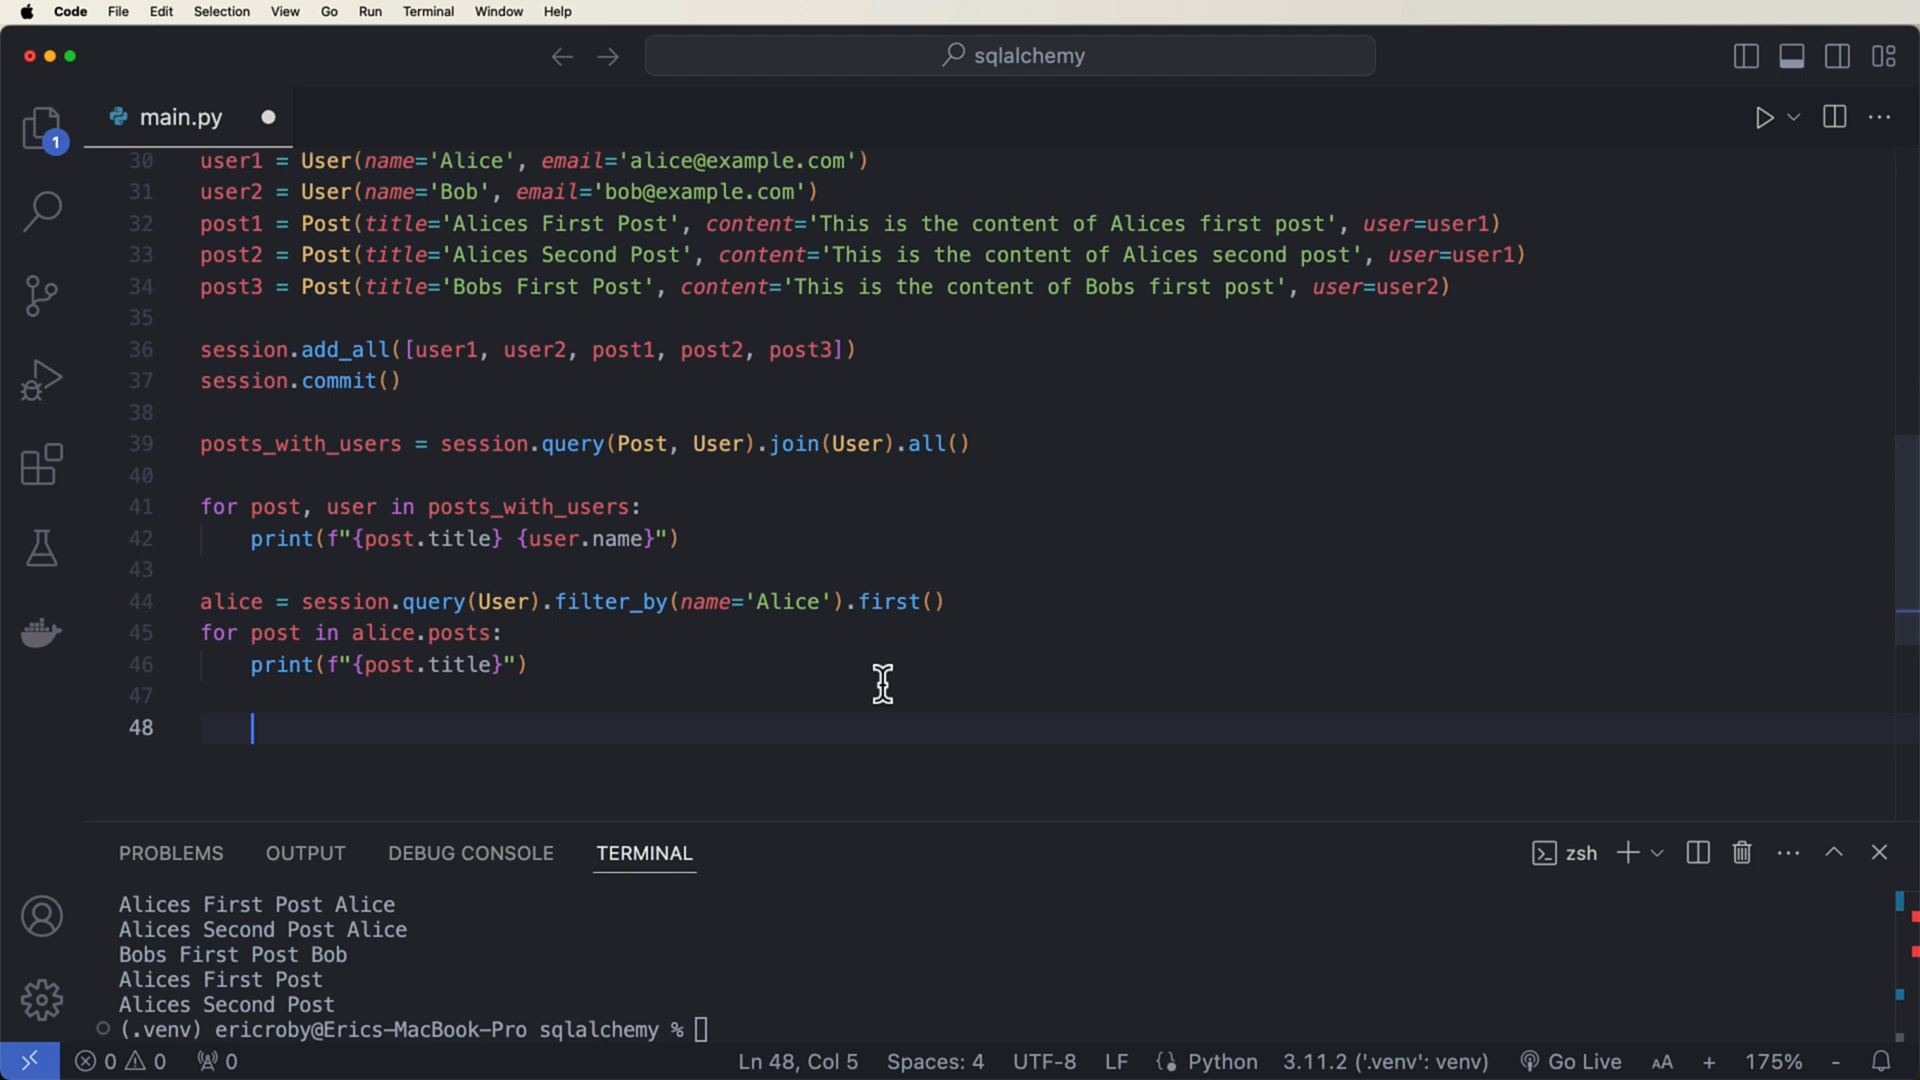 Code File Edit Selection View Go Run Terminal Window Help
sqlalchemy
main.py
1
30 user1 = User(name='Alice', email='alice@example.com')
31 user2 = User(name='Bob', email='bob@example.com')
32 post1 = Post(title='Alices First Post', content='This is the content of Alices first post', user=user1)
33 post2 = Post(title='Alices Second Post', content='This is the content of Alices second post', user=user1)
34 post3 = Post(title='Bobs First Post', content='This is the content of Bobs first post', user=user2)
35
36 session.add_all([user1, user2, post1, post2, post3])
37 session.commit()
38
39 posts_with_users = session.query(Post, User).join(User).all()
40
41 for post, user in posts_with_users:
42     print(f"{post.title} {user.name}")
43
44 alice = session.query(User).filter_by(name='Alice').first()
45 for post in alice.posts:
46     print(f"{post.title}")
47
48
PROBLEMS OUTPUT DEBUG CONSOLE TERMINAL zsh
Alices First Post Alice
Alices Second Post Alice
Bobs First Post Bob
Alices First Post
Alices Second Post
(.venv) ericroby@Erics-MacBook-Pro sqlalchemy %
0 0 0 Ln 48, Col 5 Spaces: 4 UTF-8 LF Python 3.11.2 ('.venv': venv) Go Live AA + 175% -